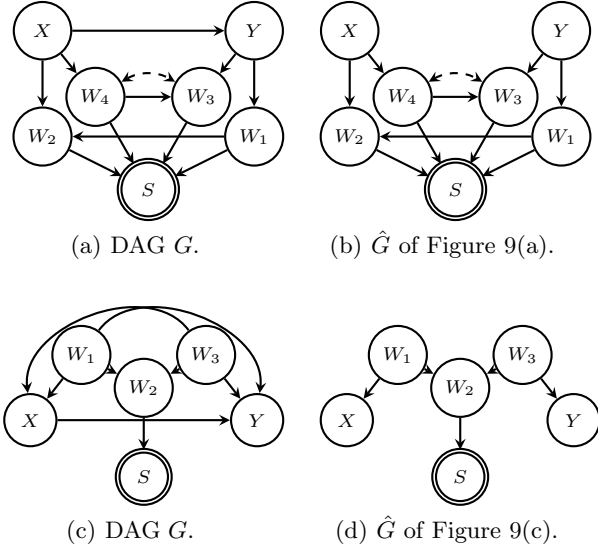 X Y X Y
W4 W3 W4 W3
W2 W1 W2 W1
S S
(a) DAG G. (b) Ĝ of Figure 9(a).
W1 W3 W1 W3
W2 W2
X Y X Y
S S
(c) DAG G. (d) Ĝ of Figure 9(c).